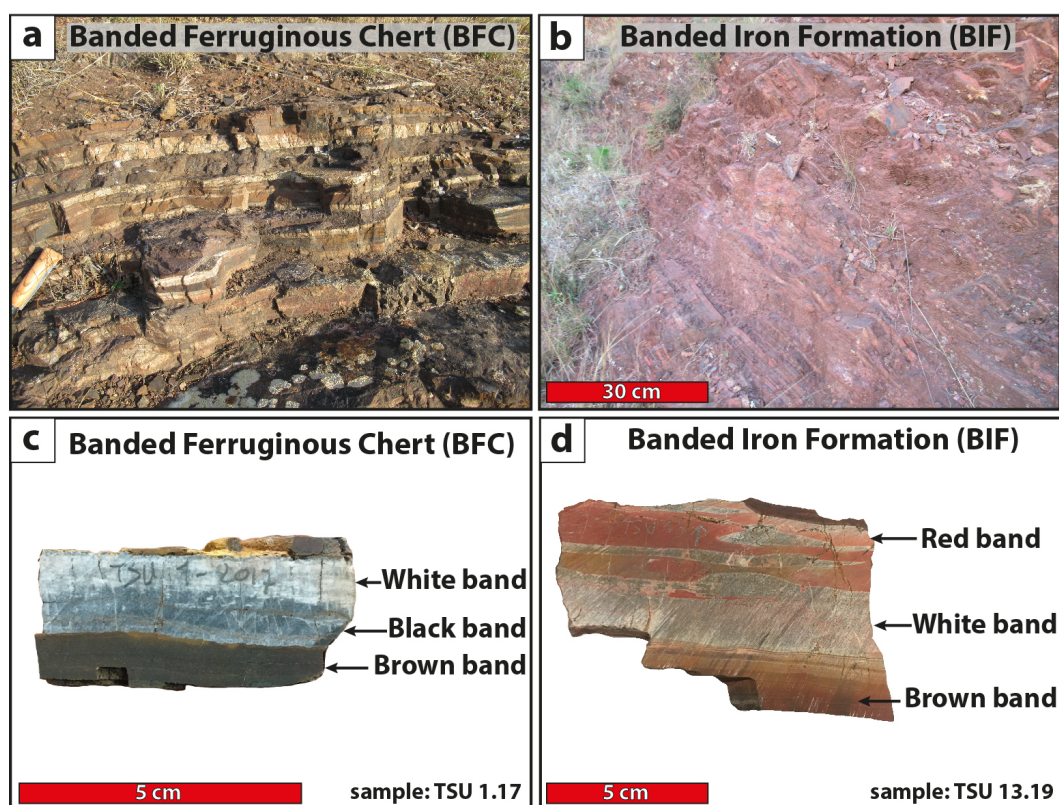 a
Banded Ferruginous Chert (BFC)
b
Banded Iron Formation (BIF)
30 cm
c
Banded Ferruginous Chert (BFC)
TSU 1-2017
White band
Black band
Brown band
5 cm
sample: TSU 1.17
d
Banded Iron Formation (BIF)
Red band
White band
Brown band
5 cm
sample: TSU 13.19